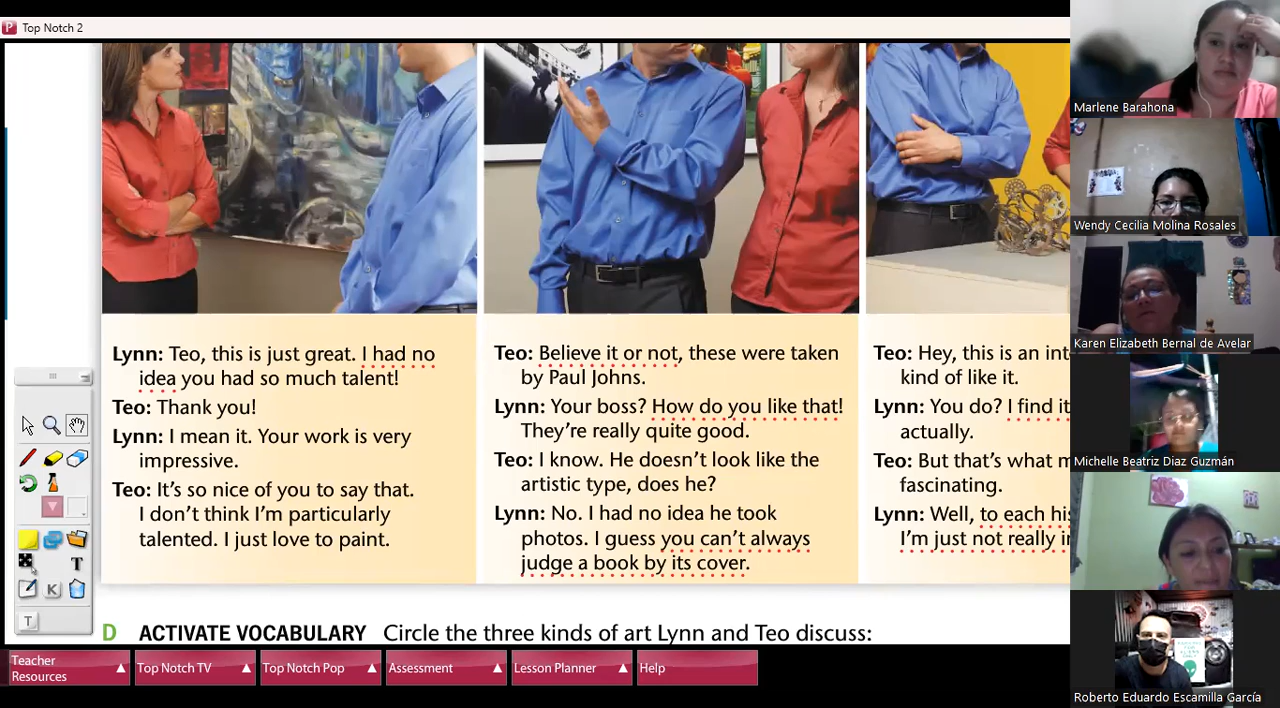 Top Notch 2
Lynn: Teo, this is just great. I had no
idea you had so much talent!
Teo: Thank you!
Lynn: I mean it. Your work is very
impressive.
Teo: It's so nice of you to say that.
I don't think I'm particularly
talented. I just love to paint.
Teo: Believe it or not, these were taken
by Paul Johns.
Lynn: Your boss? How do you like that!
They're really quite good.
Teo: I know. He doesn't look like the
artistic type, does he?
Lynn: No. I had no idea he took
photos. I guess you can't always
judge a book by its cover.
Teo: Hey, this is an
kind of like it.
Lynn: You do? I find it
actually.
Teo: But that's what
fascinating.
Lynn: Well, to each
I'm just not really
D ACTIVATE VOCABULARY Circle the three kinds of art Lynn and Teo discuss:
T
K
T
Teacher
Resources
Top Notch TV
Top Notch Pop
Assessment
Lesson Planner
Help
Marlene Barahona
Wendy Cecilia Molina Rosales
Karen Elizabeth Bernal de Avelar
Michelle Beatriz Diaz Guzmán
Roberto Eduardo Escamilla García